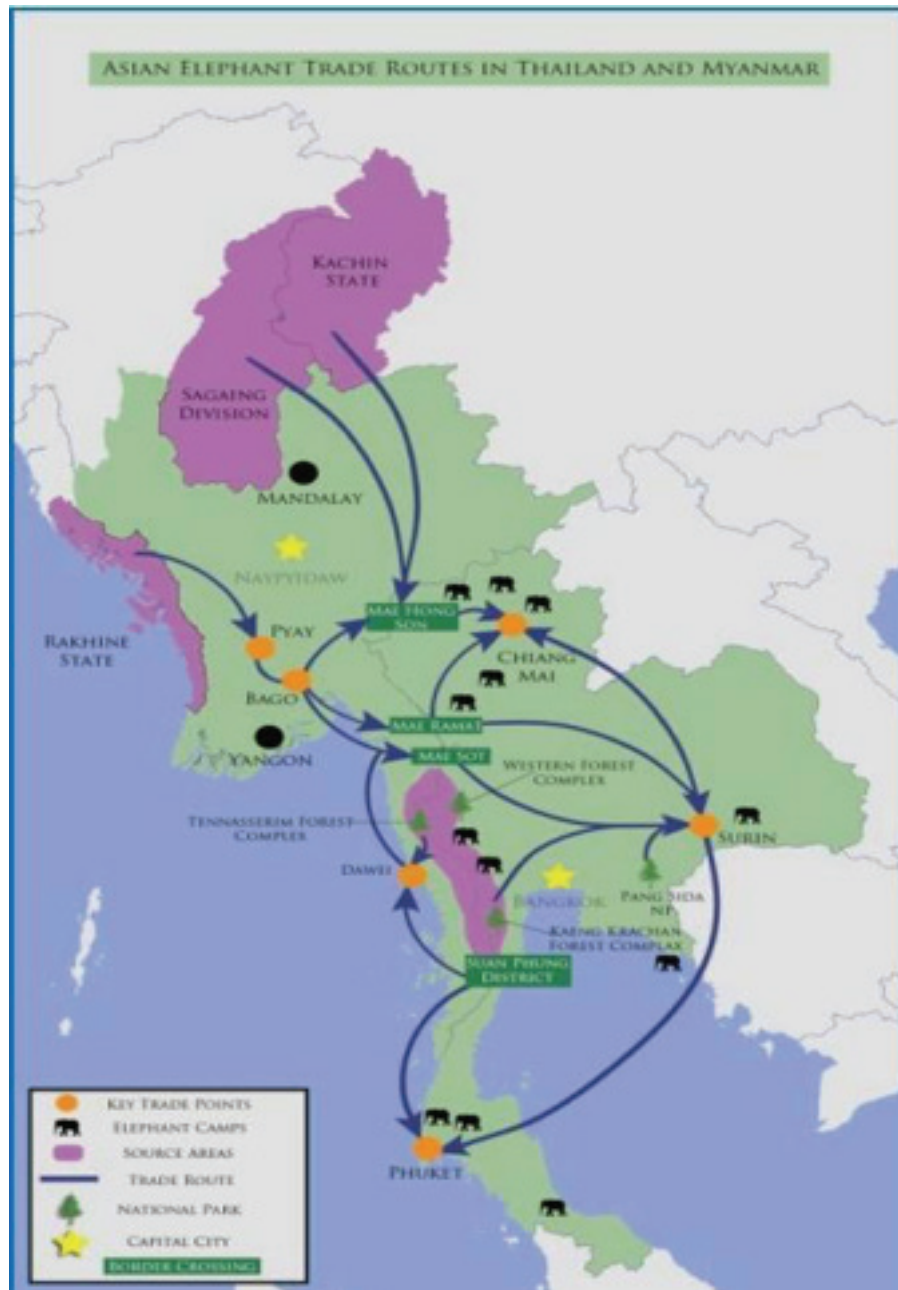 ASIAN ELEPHANT TRADE ROUTES IN THAILAND AND MYANMAR
KACHIN
STATE
SAGAING
DIVISION
MANDALAY
NAYPYIDAW
RAKHINE
STATE
PYAY
MAE HONG
SON
CHIANG
MAI
BAGO
MAE RAMAT
YANGON
MAE SOT
WESTERN FOREST
COMPLEX
TENNASSERIM FOREST
COMPLEX
SURIN
DAWEI
BANGKOK
PANG SIDA
NP
KAENG KRACHAN
FOREST COMPLAX
SUAN PHUNG
DISTRICT
PHUKET
KEY TRADE POINTS
ELEPHANT CAMPS
SOURCE AREAS
TRADE ROUTE
NATIONAL PARK
CAPITAL CITY
BORDER CROSSING